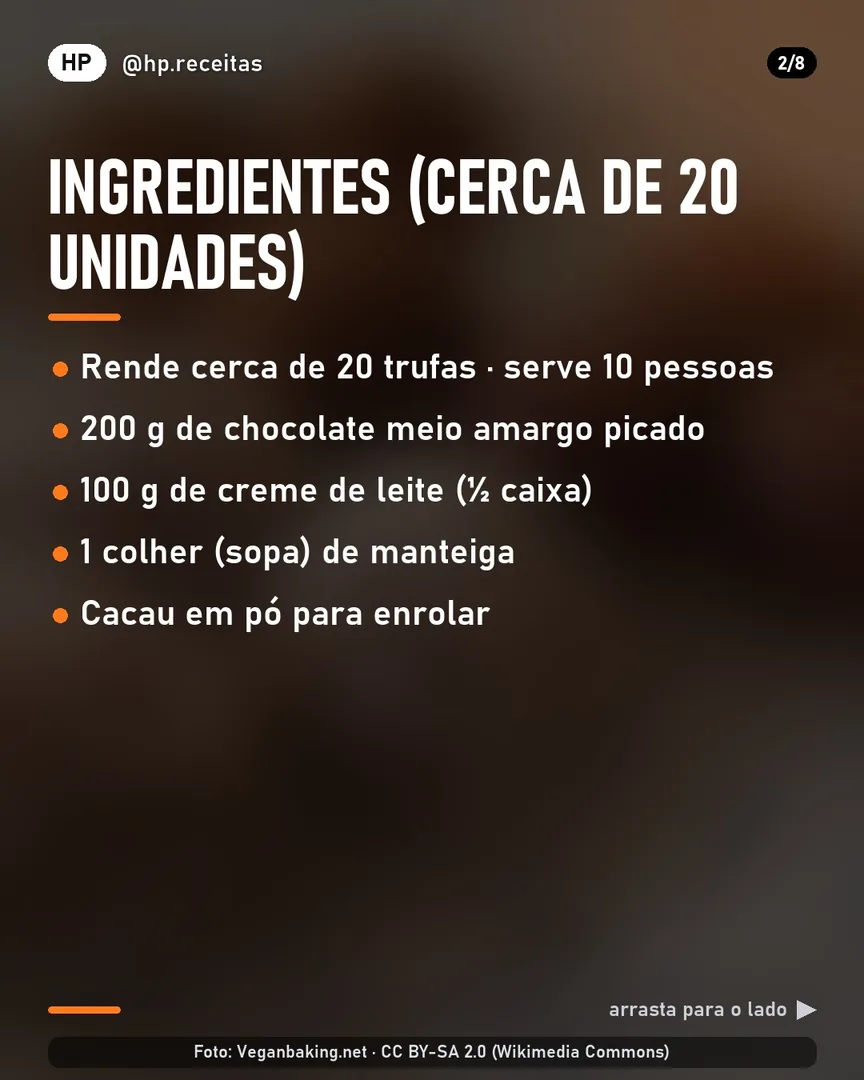 HP @hp.receitas 2/8
INGREDIENTES (CERCA DE 20
UNIDADES)
• Rende cerca de 20 trufas · serve 10 pessoas
• 200 g de chocolate meio amargo picado
• 100 g de creme de leite (½ caixa)
• 1 colher (sopa) de manteiga
• Cacau em pó para enrolar
arrasta para o lado ▶
Foto: Veganbaking.net · CC BY-SA 2.0 (Wikimedia Commons)